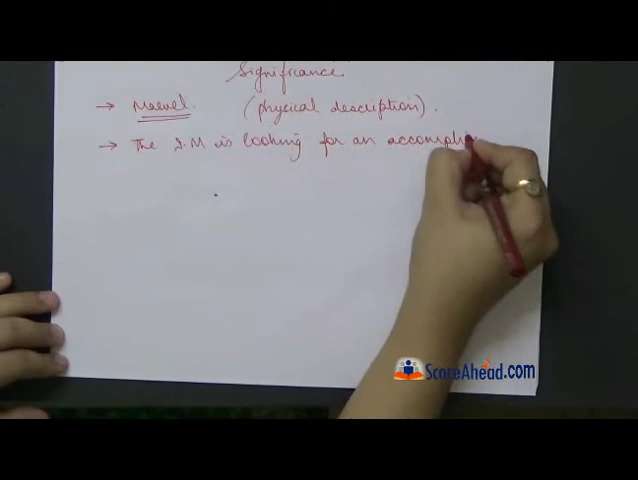 Significance
→ Marvel. (physical description).
→ The I.M is looking for an accompli
ScoreAhead.com